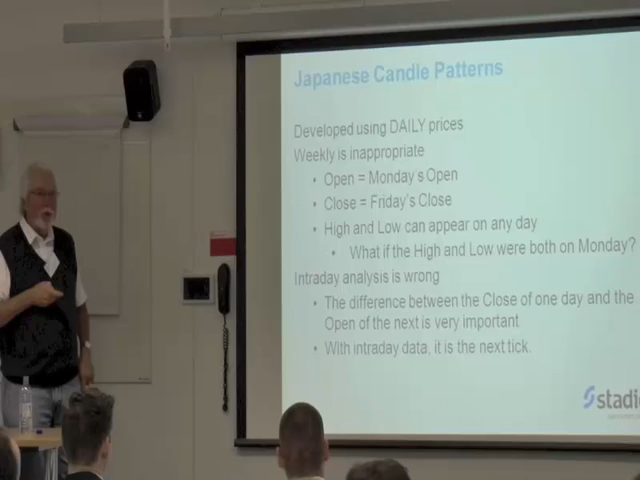 Japanese Candle Patterns
Developed using DAILY prices
Weekly is inappropriate
• Open = Monday's Open
• Close = Friday's Close
• High and Low can appear on any day
• What if the High and Low were both on Monday?
Intraday analysis is wrong
• The difference between the Close of one day and the
Open of the next is very important
• With intraday data, it is the next tick.
stadi